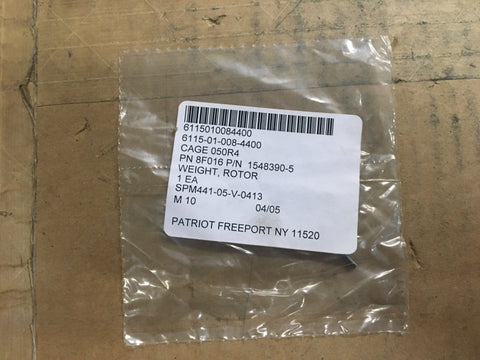 6115010084400
6115-01-008-4400
CAGE 050R4
PN 8F016 P/N 1548390-5
WEIGHT, ROTOR
1 EA
SPM441-05-V-0413
M 10 04/05
PATRIOT FREEPORT NY 11520